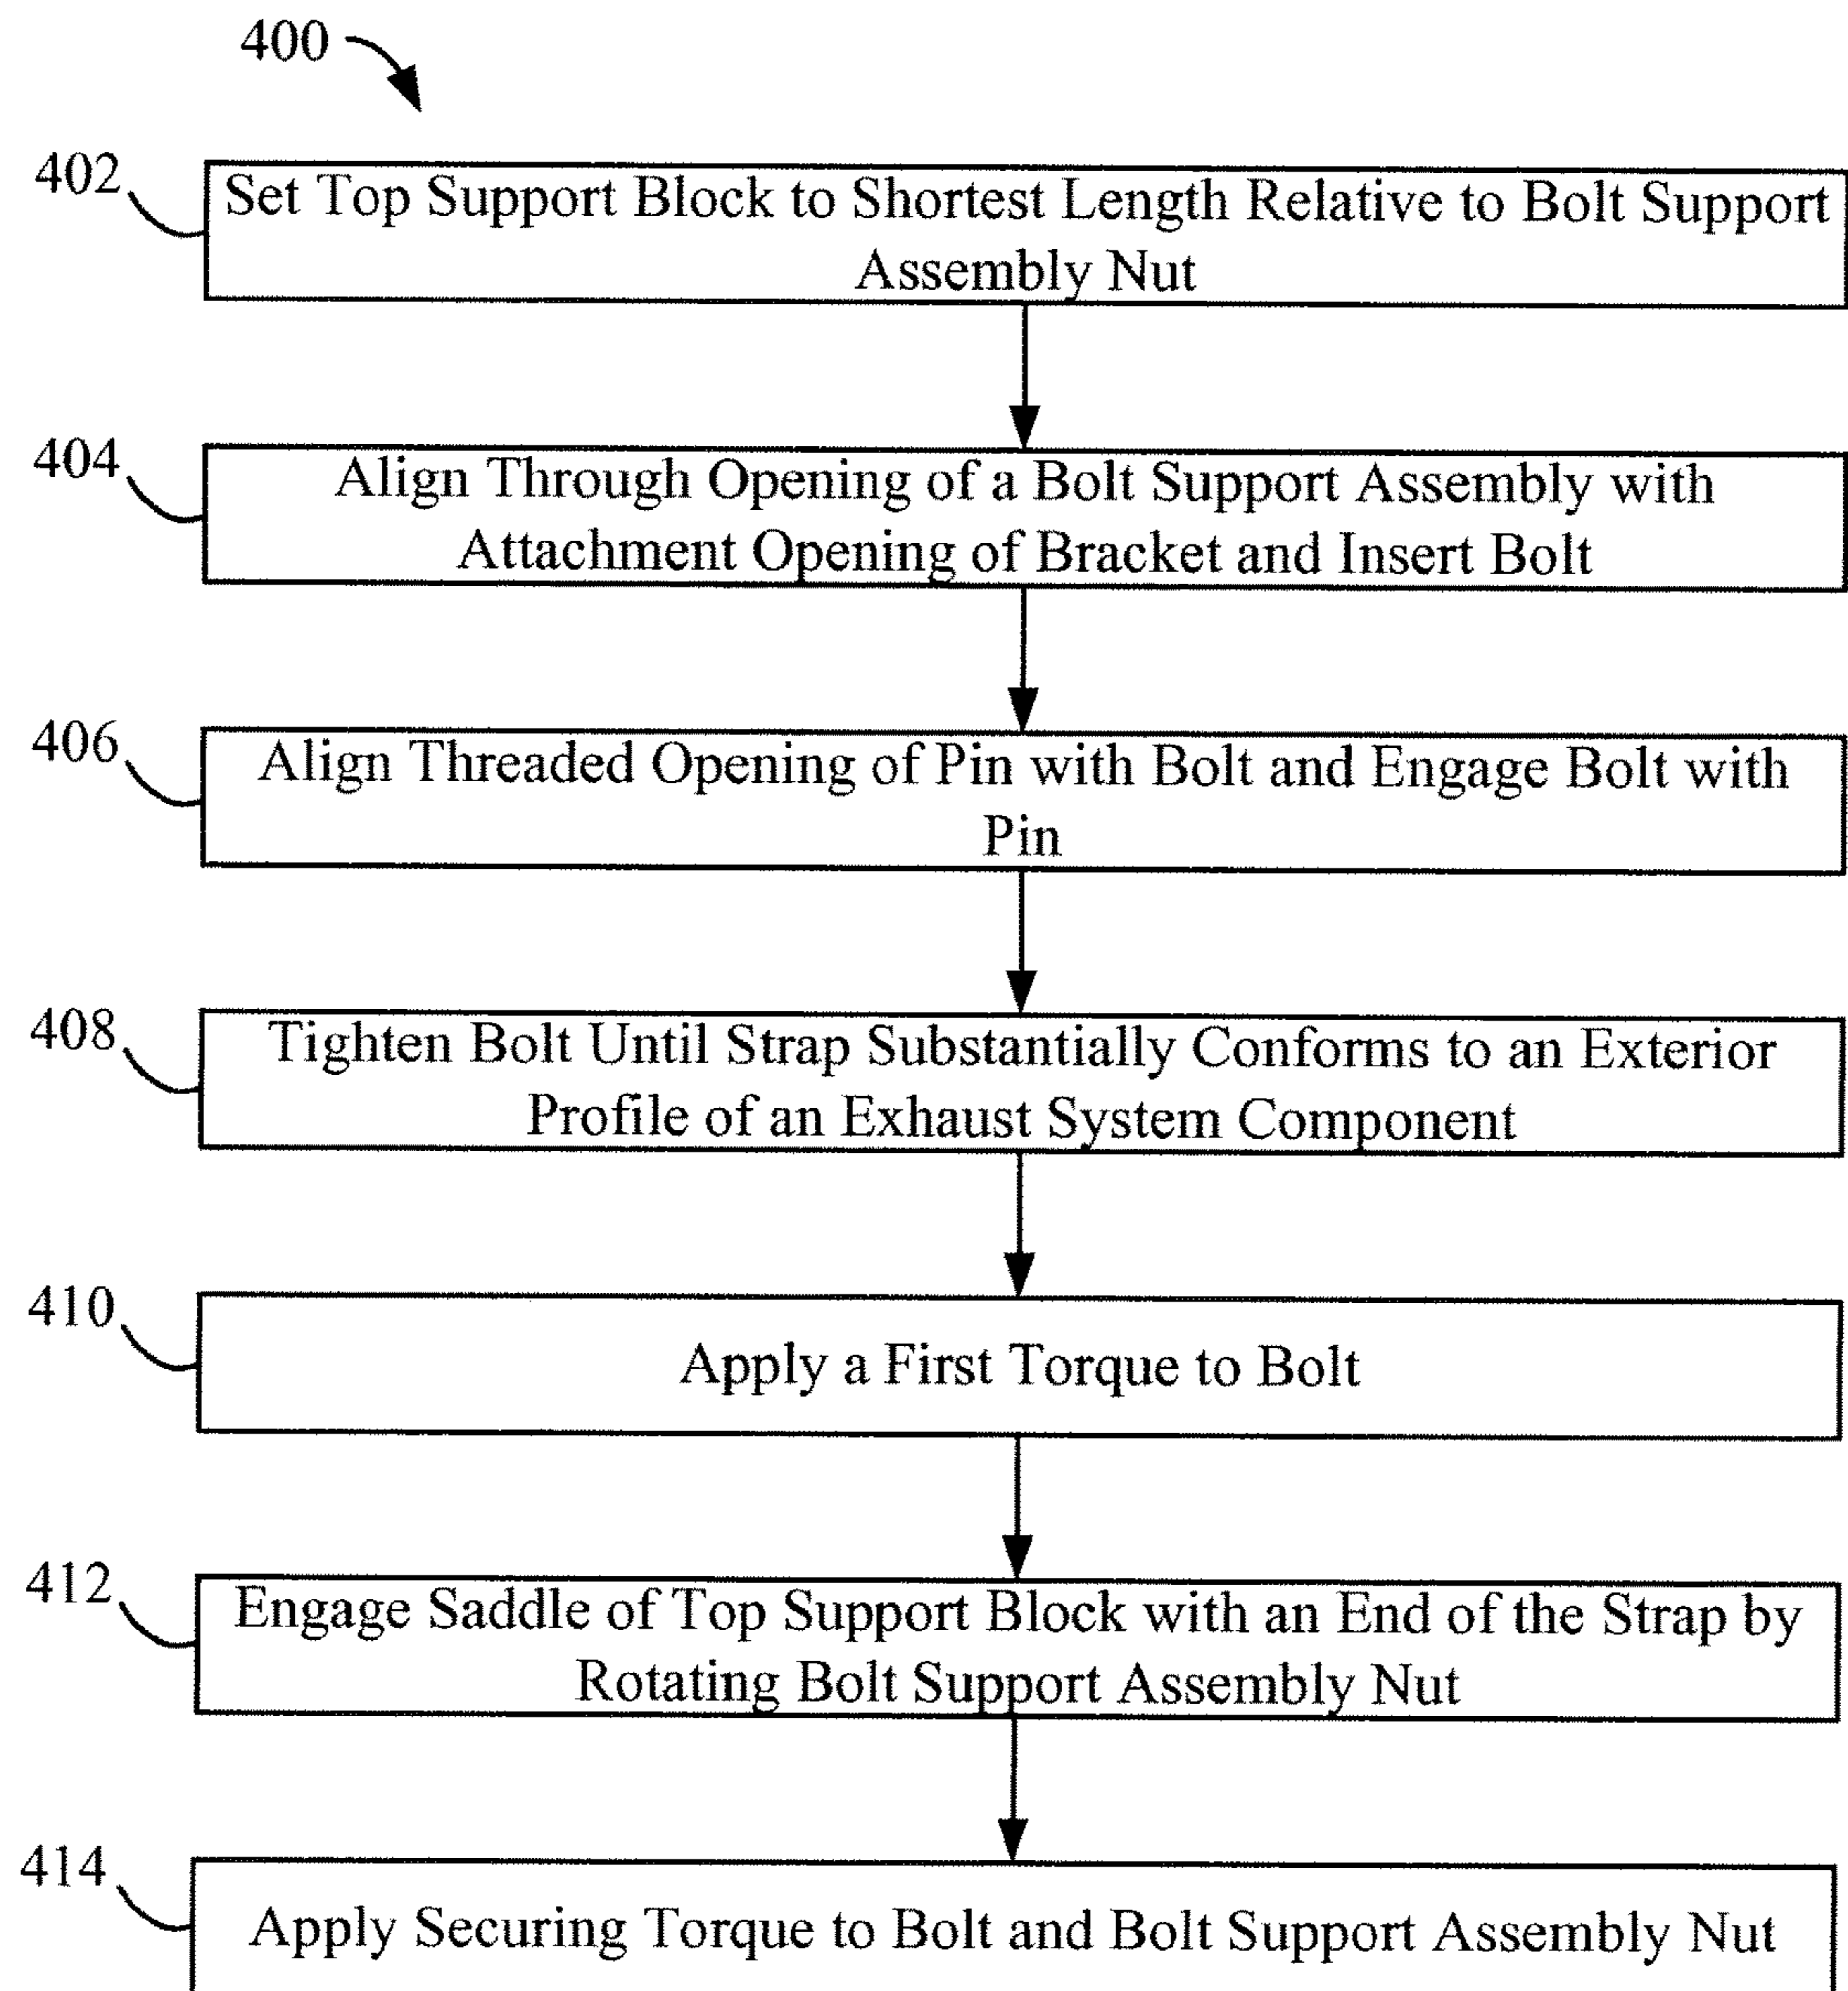 400
402
Set Top Support Block to Shortest Length Relative to Bolt Support
Assembly Nut
404
Align Through Opening of a Bolt Support Assembly with
Attachment Opening of Bracket and Insert Bolt
406
Align Threaded Opening of Pin with Bolt and Engage Bolt with
Pin
408
Tighten Bolt Until Strap Substantially Conforms to an Exterior
Profile of an Exhaust System Component
410
Apply a First Torque to Bolt
412
Engage Saddle of Top Support Block with an End of the Strap by
Rotating Bolt Support Assembly Nut
414
Apply Securing Torque to Bolt and Bolt Support Assembly Nut